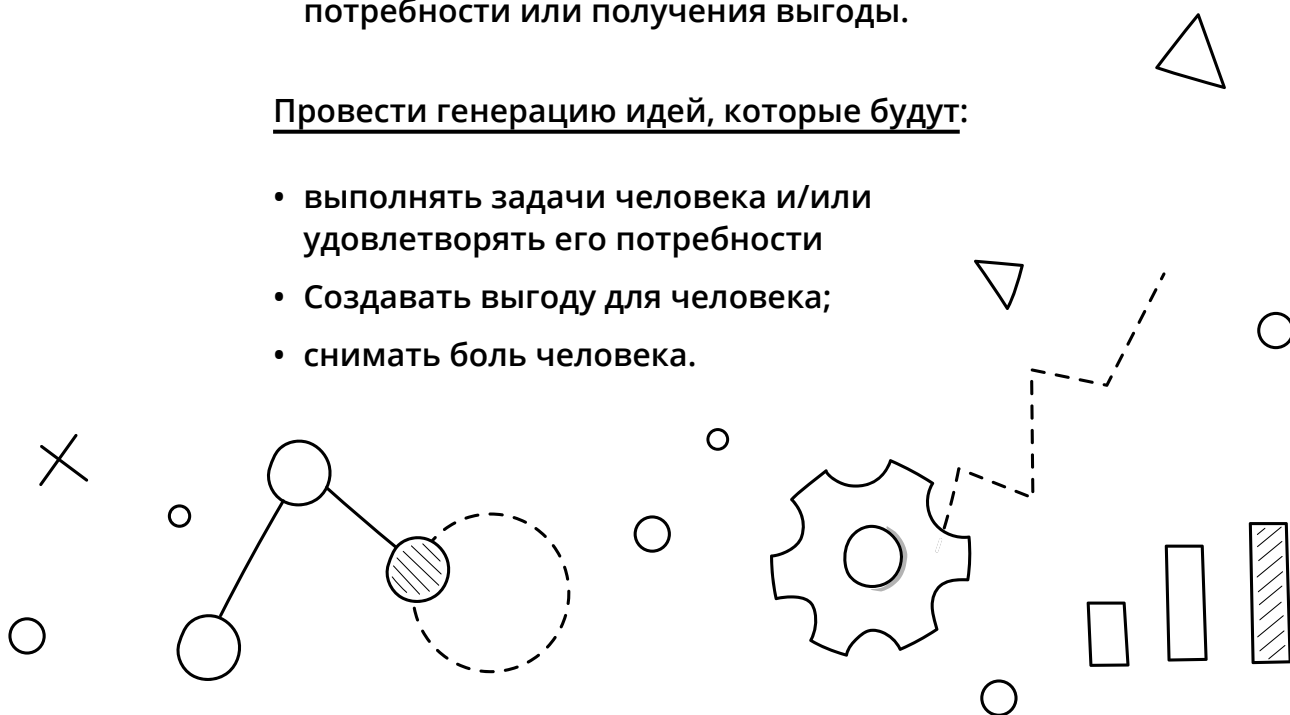 потребности или получения выгоды.
Провести генерацию идей, которые будут:
• выполнять задачи человека и/или
удовлетворять его потребности
• Создавать выгоду для человека;
• снимать боль человека.